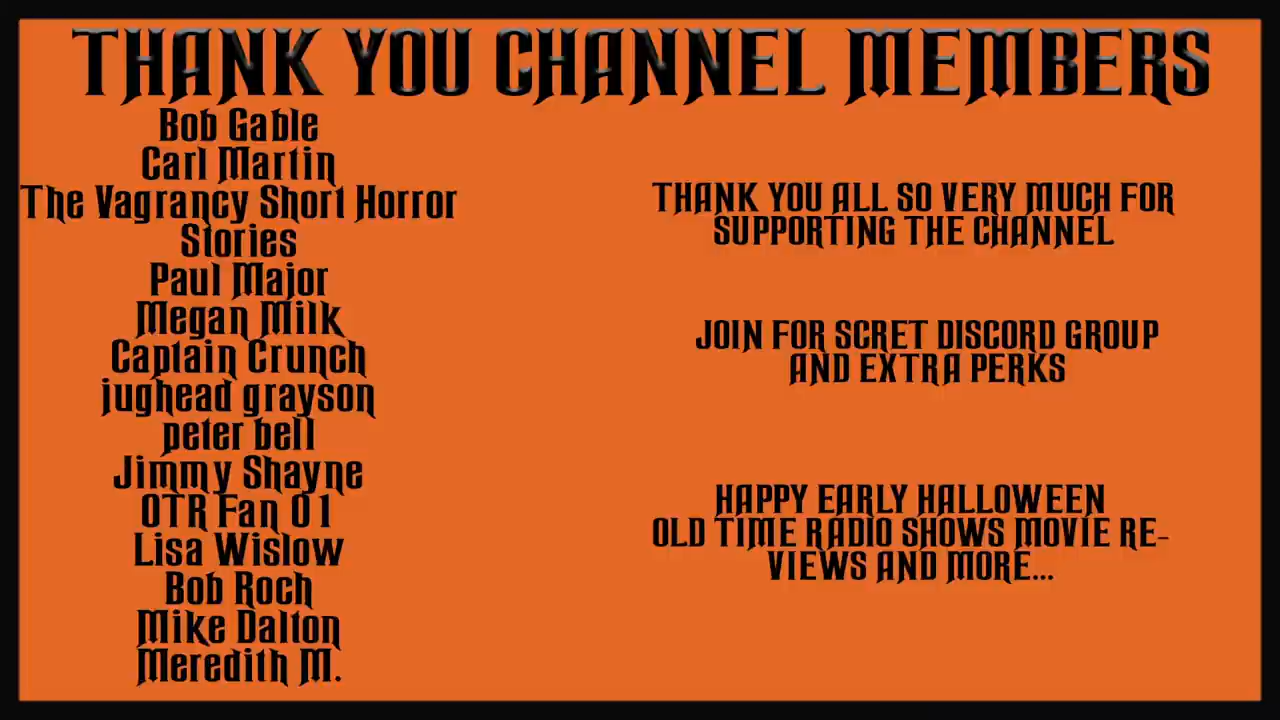 THANK YOU CHANNEL MEMBERS
Bob Gable
Carl Martin
The Vagrancy Short Horror
Stories
Paul Major
Megan Milk
Captain Crunch
jughead grayson
peter bell
Jimmy Shayne
OTR Fan 01
Lisa Wislow
Bob Roch
Mike Dalton
Meredith M.
THANK YOU ALL SO VERY MUCH FOR
SUPPORTING THE CHANNEL
JOIN FOR SCRET DISCORD GROUP
AND EXTRA PERKS
HAPPY EARLY HALLOWEEN
OLD TIME RADIO SHOWS MOVIE RE-
VIEWS AND MORE...